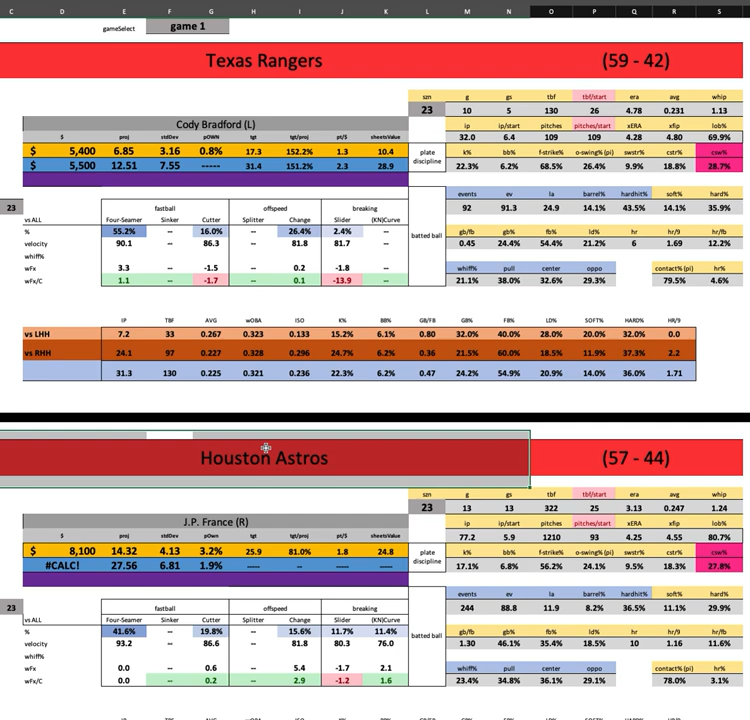 C D E F G H I J K L M N O P Q R S
gameSelect game 1
Texas Rangers (59 - 42)
szn g gs tbf tbf/start era avg whip
23 10 5 130 26 4.78 0.231 1.13
Cody Bradford (L) ip ip/start pitches pitches/start xERA xfip lob%
32.0 6.4 109 109 4.28 4.80 69.9%
$ proj stdDev pOWN tgt tgt/proj pt/$ sheetsValue
$ 5,400 6.85 3.16 0.8% 17.3 152.2% 1.3 10.4
$ 5,500 12.51 7.55 ----- 31.4 151.2% 2.3 28.9
plate discipline k% bb% f-strike% o-swing% (pi) swstr% cstr% csw%
22.3% 6.2% 68.5% 26.4% 9.9% 18.8% 28.7%
events ev la barrel% hardhit% soft% hard%
92 91.3 24.9 14.1% 43.5% 14.1% 35.9%
23 fastball offspeed breaking
vs ALL Four-Seamer Sinker Cutter Splitter Change Slider (KN)Curve
% 55.2% -- 16.0% -- 26.4% 2.4% --
velocity 90.1 -- 86.3 -- 81.8 81.7 --
whiff%
wFx 3.3 -- -1.5 -- 0.2 -1.8 --
wFx/C 1.1 -- -1.7 -- 0.1 -13.9 --
batted ball gb/fb gb% fb% ld% hr hr/9 hr/fb
0.45 24.4% 54.4% 21.2% 6 1.69 12.2%
whiff% pull center oppo contact% (pi) hr%
21.1% 38.0% 32.6% 29.3% 79.5% 4.6%
IP TBF AVG wOBA ISO K% BB% GB/FB GB% FB% LD% SOFT% HARD% HR/9
vs LHH 7.2 33 0.267 0.323 0.133 15.2% 6.1% 0.80 32.0% 40.0% 28.0% 20.0% 32.0% 0.0
vs RHH 24.1 97 0.227 0.328 0.296 24.7% 6.2% 0.36 21.5% 60.0% 18.5% 11.9% 37.3% 2.2
31.3 130 0.225 0.321 0.236 22.3% 6.2% 0.47 24.2% 54.9% 20.9% 14.0% 36.0% 1.71
Houston Astros (57 - 44)
szn g gs tbf tbf/start era avg whip
23 13 13 322 25 3.13 0.247 1.24
J.P. France (R) ip ip/start pitches pitches/start xERA xfip lob%
77.2 5.9 1210 93 4.25 4.55 80.7%
$ proj stdDev pOwn tgt tgt/proj pt/$ sheetsValue
$ 8,100 14.32 4.13 3.2% 25.9 81.0% 1.8 24.8
#CALC! 27.56 6.81 1.9% ----- ----- -- --
plate discipline k% bb% f-strike% o-swing% (pi) swstr% cstr% csw%
17.1% 6.8% 56.2% 24.1% 9.5% 18.3% 27.8%
events ev la barrel% hardhit% soft% hard%
244 88.8 11.9 8.2% 36.5% 11.1% 29.9%
23 fastball offspeed breaking
vs ALL Four-Seamer Sinker Cutter Splitter Change Slider (KN)Curve
% 41.6% -- 19.8% -- 15.6% 11.7% 11.4%
velocity 93.2 -- 86.6 -- 81.8 80.3 76.0
whiff%
wFx 0.0 -- 0.6 -- 5.4 -1.7 2.1
wFx/C 0.0 -- 0.2 -- 2.9 -1.2 1.6
batted ball gb/fb gb% fb% ld% hr hr/9 hr/fb
1.30 46.1% 35.4% 18.5% 10 1.16 11.6%
whiff% pull center oppo contact% (pi) hr%
23.4% 34.8% 36.1% 29.1% 78.0% 3.1%